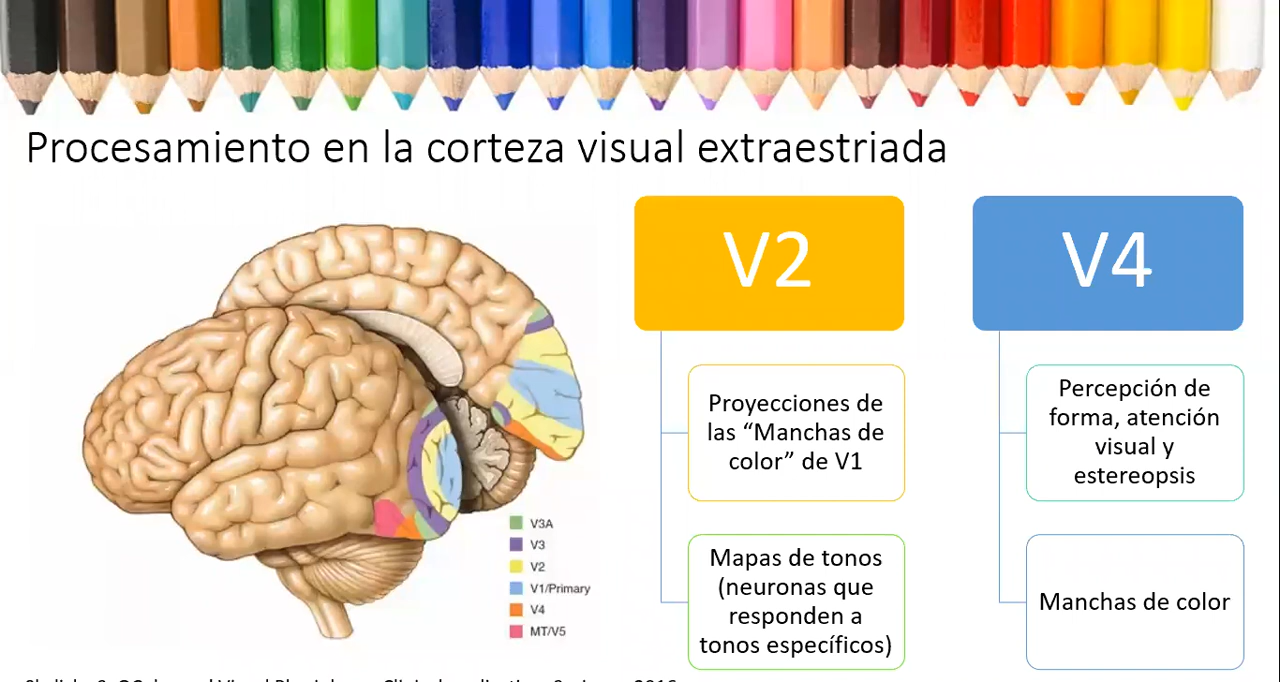 Procesamiento en la corteza visual extraestriada
V2
Proyecciones de
las “Manchas de
color” de V1
Mapas de tonos
(neuronas que
responden a
tonos específicos)
V4
Percepción de
forma, atención
visual y
estereopsis
Manchas de color
V3A
V3
V2
V1/Primary
V4
MT/V5